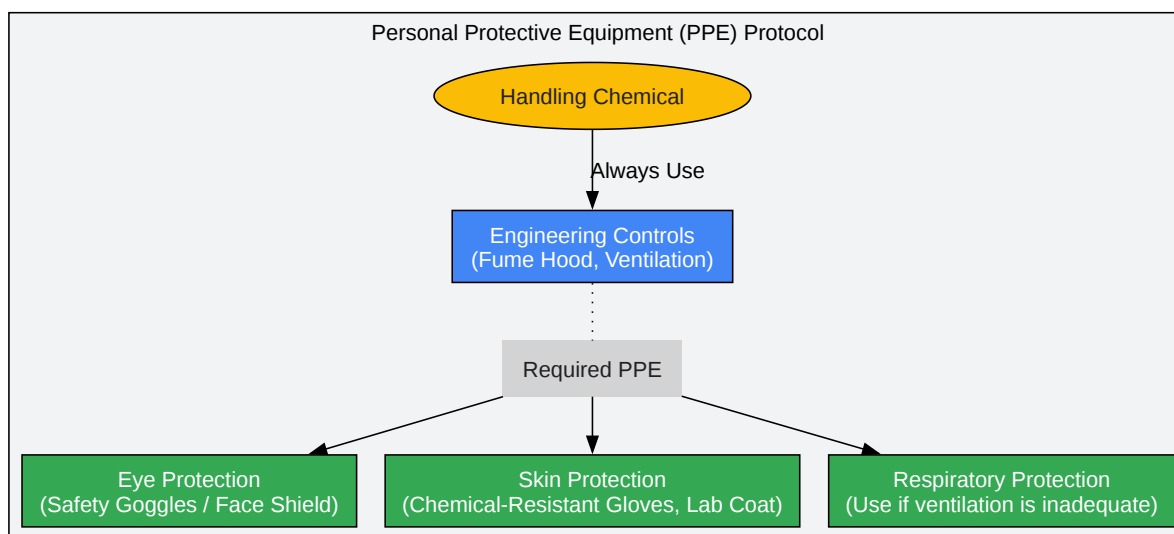 Personal Protective Equipment (PPE) Protocol
Handling Chemical
Always Use
Engineering Controls
(Fume Hood, Ventilation)
Required PPE
Eye Protection
(Safety Goggles / Face Shield)
Skin Protection
(Chemical-Resistant Gloves, Lab Coat)
Respiratory Protection
(Use if ventilation is inadequate)